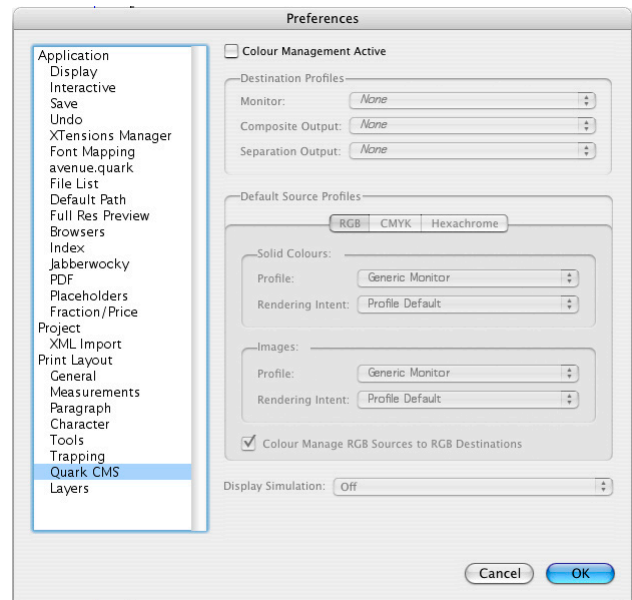 Preferences
Application
Display
Interactive
Save
Undo
XTensions Manager
Font Mapping
avenue.quark
File List
Default Path
Full Res Preview
Browsers
Index
Jabberwocky
PDF
Placeholders
Fraction/Price
Project
XML Import
Print Layout
General
Measurements
Paragraph
Character
Tools
Trapping
Quark CMS
Layers
Colour Management Active
Destination Profiles
Monitor: None
Composite Output: None
Separation Output: None
Default Source Profiles
RGB CMYK Hexachrome
Solid Colours:
Profile: Generic Monitor
Rendering Intent: Profile Default
Images:
Profile: Generic Monitor
Rendering Intent: Profile Default
Colour Manage RGB Sources to RGB Destinations
Display Simulation: Off
Cancel OK